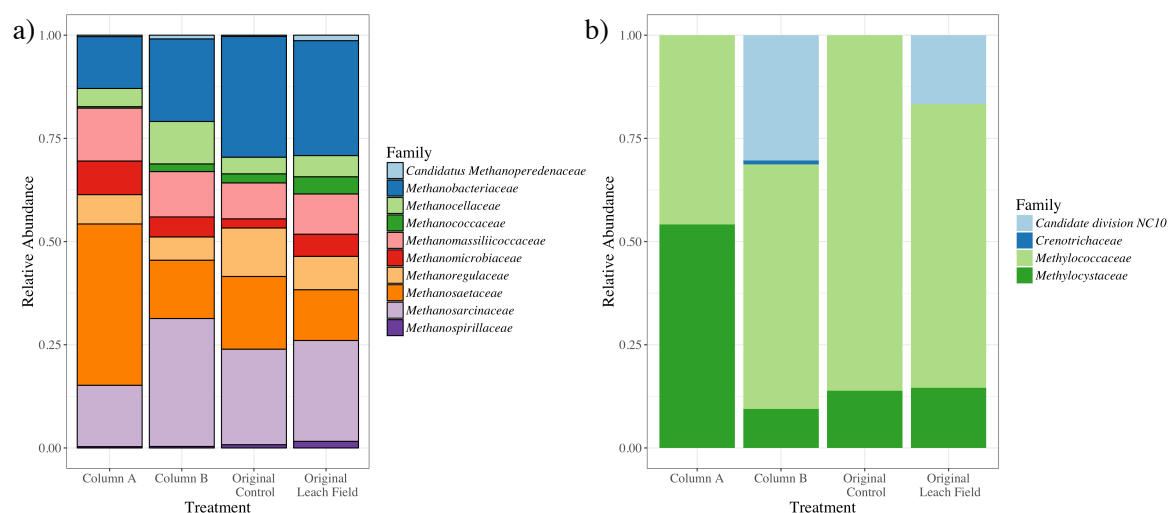 a)
Relative Abundance
1.00
0.75
0.50
0.25
0.00
Column A
Column B
Original
Control
Original
Leach Field
Treatment
Family
Candidatus Methanoperedenaceae
Methanobacteriaceae
Methanocellaceae
Methanococcaceae
Methanomassiliicoccaceae
Methanomicrobiaceae
Methanoregulaceae
Methanosaetaceae
Methanosarcinaceae
Methanospirillaceae
b)
Relative Abundance
1.00
0.75
0.50
0.25
0.00
Column A
Column B
Original
Control
Original
Leach Field
Treatment
Family
Candidate division NC10
Crenotrichaceae
Methylococcaceae
Methylocystaceae